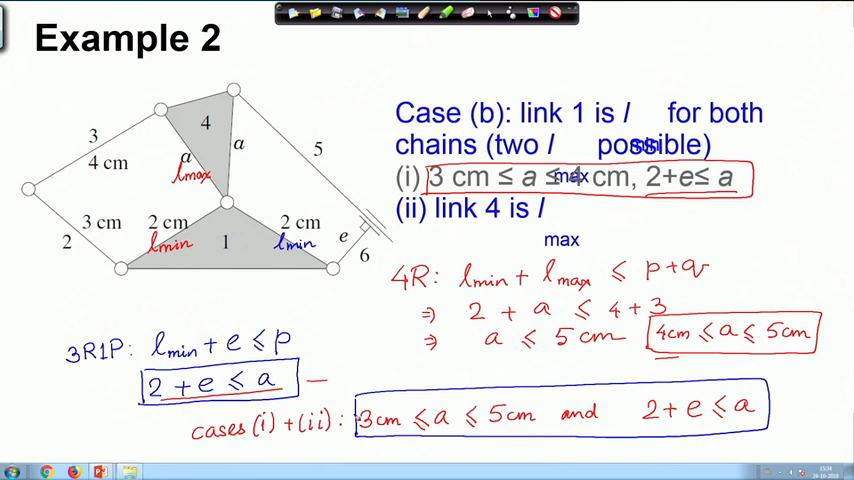 Example 2
4
3
4 cm
a
a
lmax
5
3 cm
2 cm
2 cm
2
lmin
1
lmin
e
6
Case (b): link 1 is l for both
chains (two l possible)
min
(i) 3 cm ≤ a ≤ 4 cm, 2+e≤ a
max
(ii) link 4 is l
max
4R: lmin + lmax ≤ p+q
⇒ 2 + a ≤ 4+3
⇒ a ≤ 5 cm 4cm ≤ a ≤ 5cm
3R1P: lmin + e ≤ p
2 + e ≤ a
cases (i) + (ii): 3cm ≤ a ≤ 5cm and 2+ e ≤ a
15:34